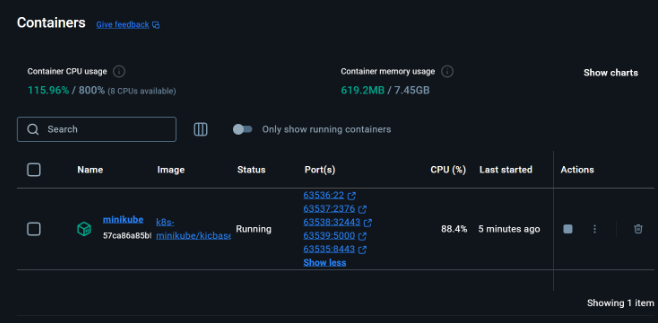 Containers Give feedback
Container CPU usage
115.96% / 800% (8 CPUs available)
Container memory usage
619.2MB / 7.45GB
Show charts
Search
Only show running containers
Name Image Status Port(s) CPU (%) Last started Actions
minikube
57ca86a85b
k8s-
minikube/kicbase
Running
63536:22
63537:2376
63538:32443
63539:5000
63535:8443
Show less
88.4%
5 minutes ago
Showing 1 item